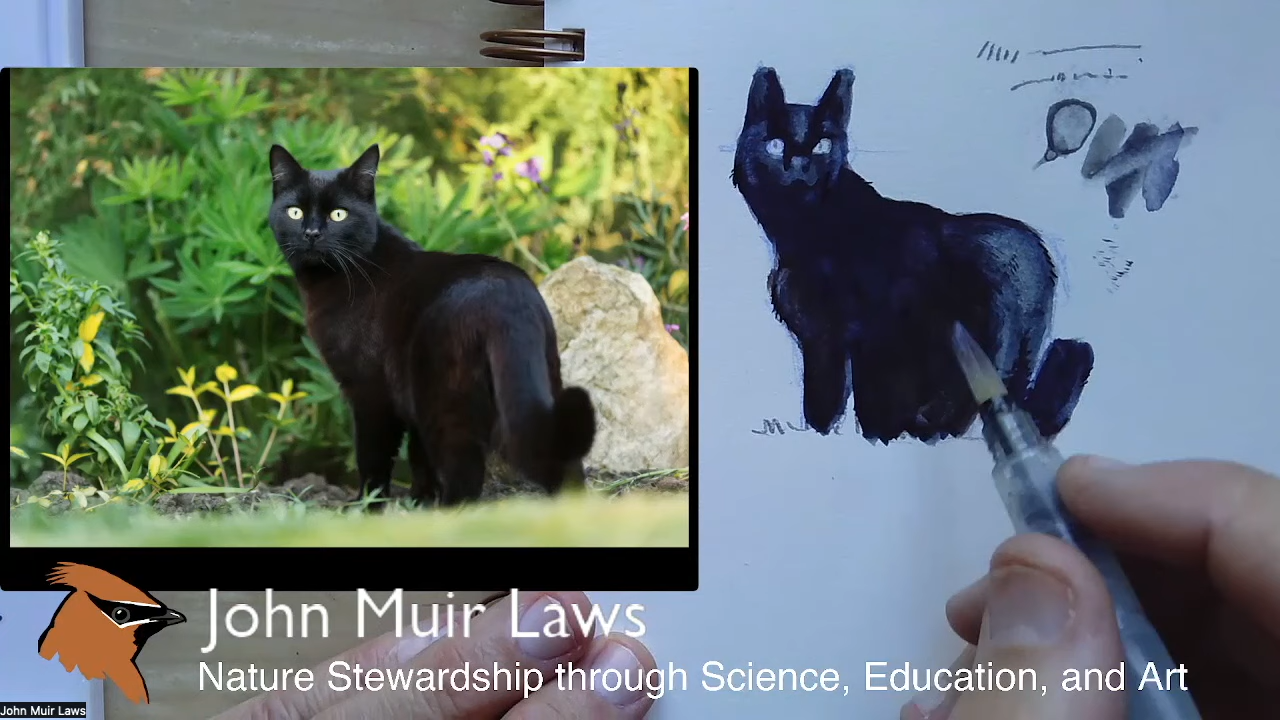 John Muir Laws
Nature Stewardship through Science, Education, and Art
John Muir Laws